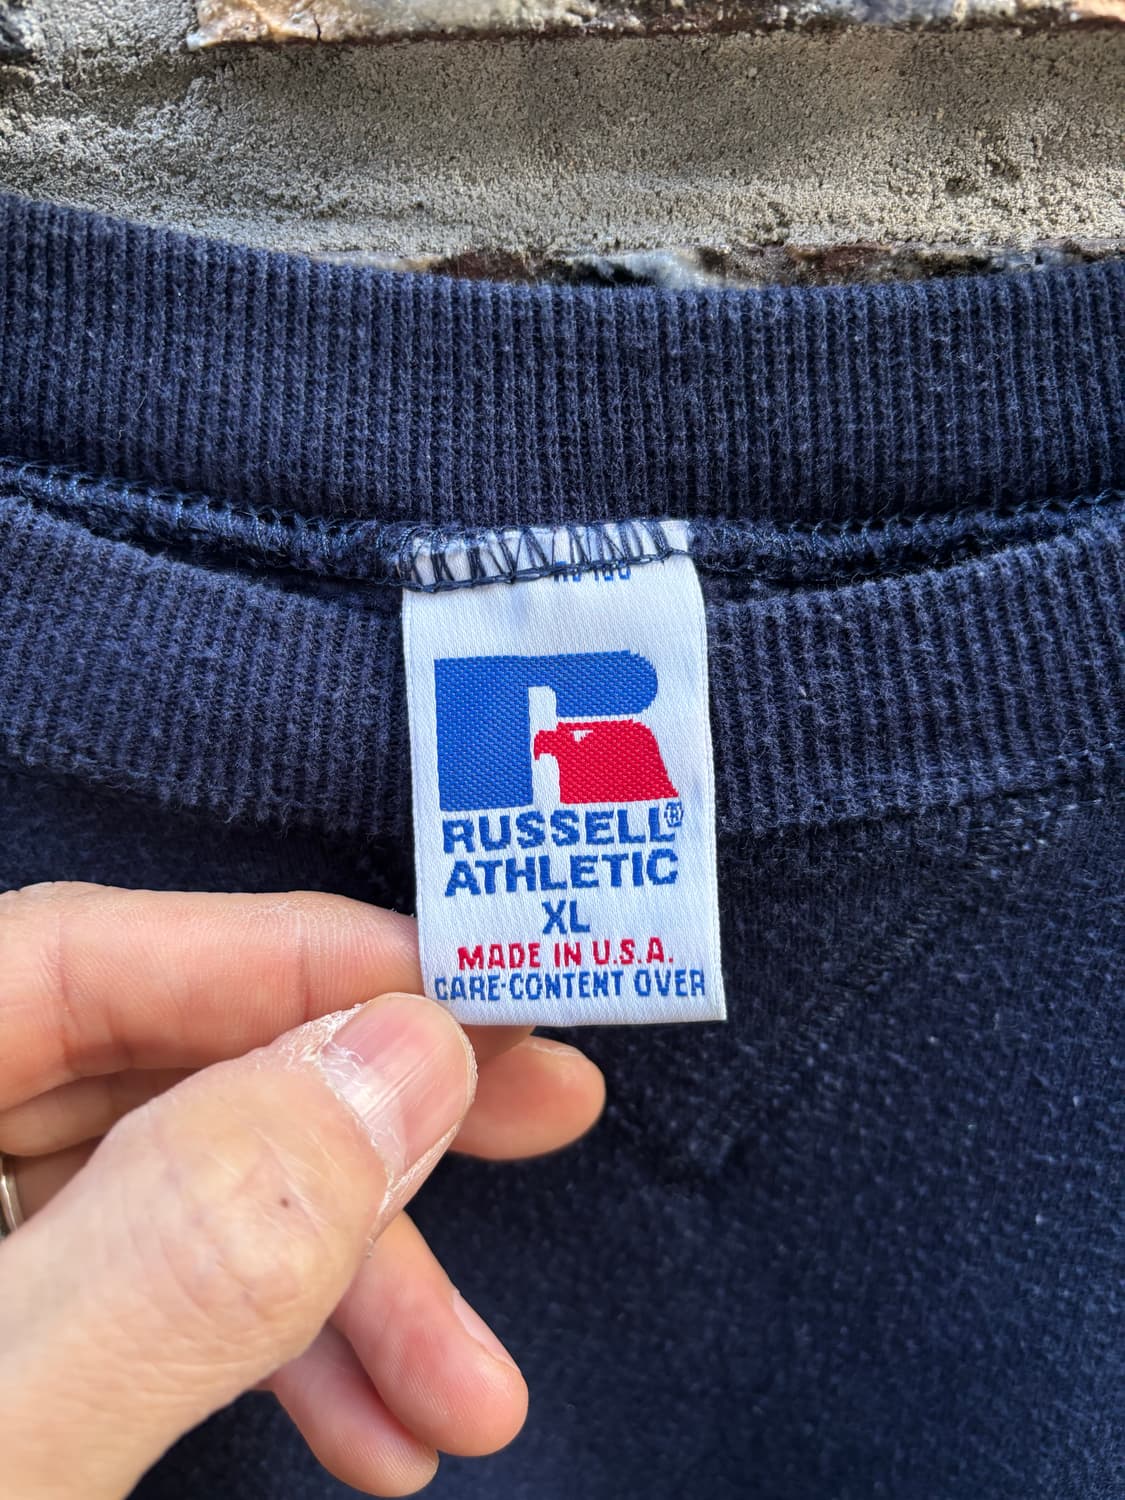 RUSSELL®
ATHLETIC
XL
MADE IN U.S.A.
CARE·CONTENT OVER